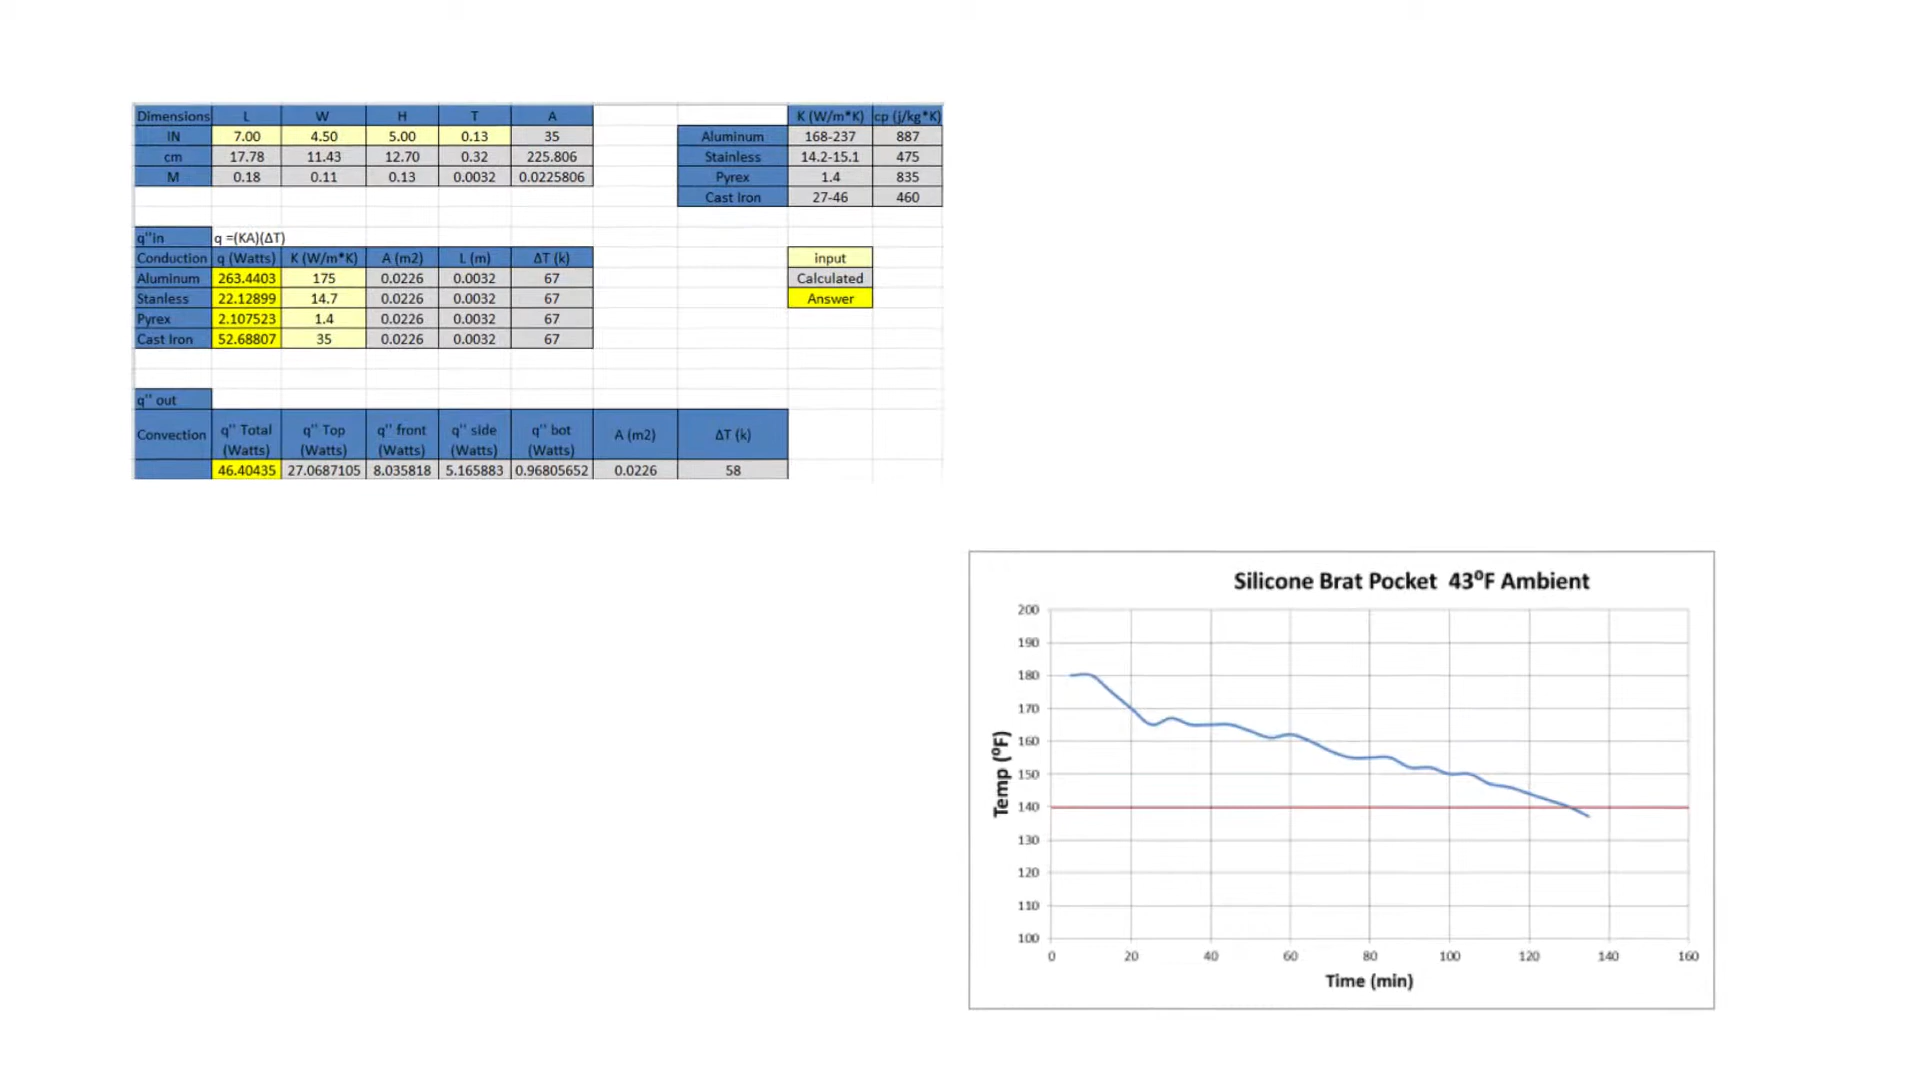 Dimensions L W H T A K (W/m*K) cp (j/kg*K)
IN 7.00 4.50 5.00 0.13 35 Aluminum 168-237 887
cm 17.78 11.43 12.70 0.32 225.806 Stainless 14.2-15.1 475
M 0.18 0.11 0.13 0.0032 0.0225806 Pyrex 1.4 835
Cast Iron 27-46 460
q''in q =(KA)(ΔT)
Conduction q (Watts) K (W/m*K) A (m2) L (m) ΔT (k) input
Aluminum 263.4403 175 0.0226 0.0032 67 Calculated
Stanless 22.12899 14.7 0.0226 0.0032 67 Answer
Pyrex 2.107523 1.4 0.0226 0.0032 67
Cast Iron 52.68807 35 0.0226 0.0032 67
q'' out
Convection q'' Total (Watts) q'' Top (Watts) q'' front (Watts) q'' side (Watts) q'' bot (Watts) A (m2) ΔT (k)
46.40435 27.0687105 8.035818 5.165883 0.96805652 0.0226 58
Silicone Brat Pocket 43⁰F Ambient
200
190
180
170
160
150
140
130
120
110
100
Temp (⁰F)
0 20 40 60 80 100 120 140 160
Time (min)